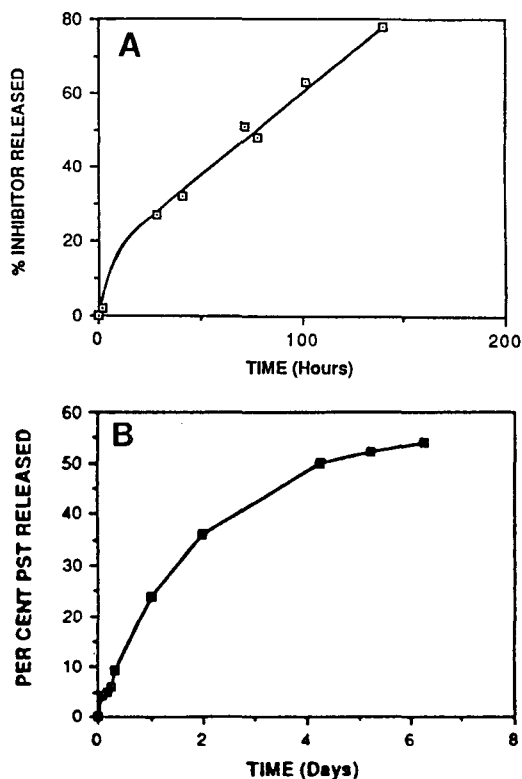 A
80
60
40
20
0
% INHIBITOR RELEASED
0 100 200
TIME (Hours)
B
60
50
40
30
20
10
0
PER CENT PST RELEASED
0 2 4 6 8
TIME (Days)